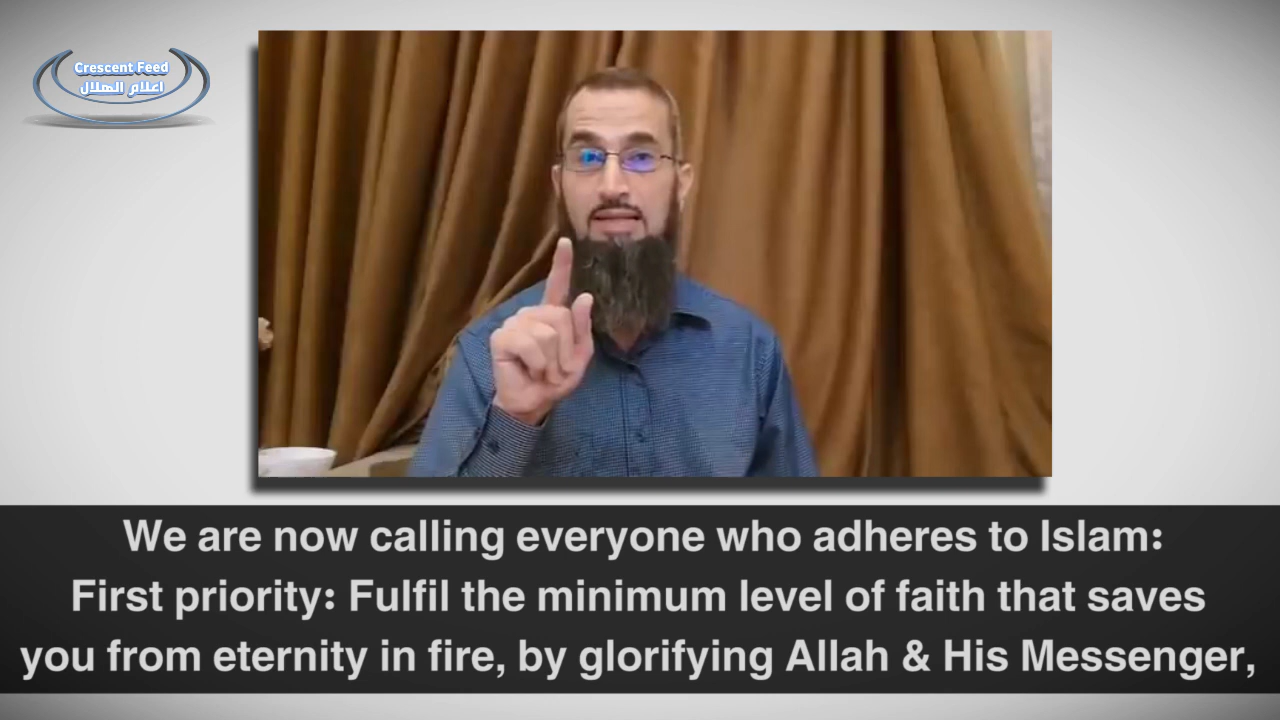 Crescent Feed
اعلام الهلال
We are now calling everyone who adheres to Islam:
First priority: Fulfil the minimum level of faith that saves
you from eternity in fire, by glorifying Allah & His Messenger,